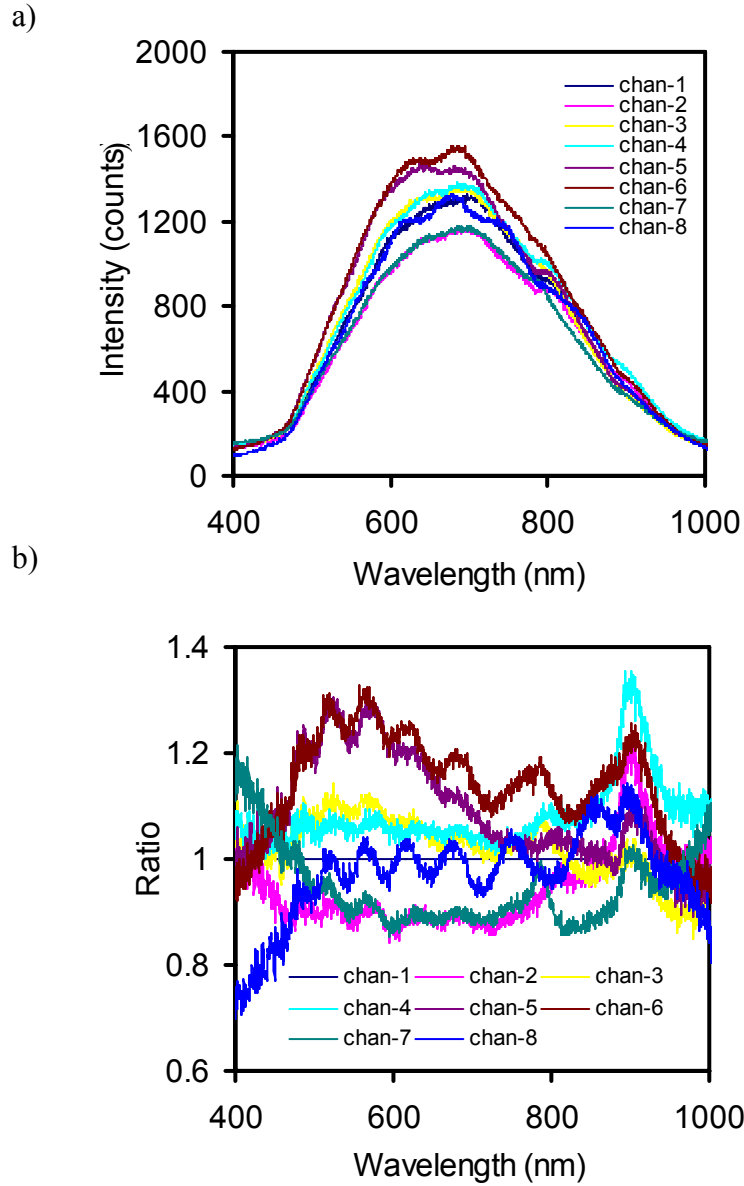 a)
2000
1600
1200
800
400
0
Intensity (counts)
chan-1
chan-2
chan-3
chan-4
chan-5
chan-6
chan-7
chan-8
400 600 800 1000
Wavelength (nm)
b)
1.4
1.2
1
0.8
0.6
Ratio
chan-1 chan-2 chan-3
chan-4 chan-5 chan-6
chan-7 chan-8
400 600 800 1000
Wavelength (nm)